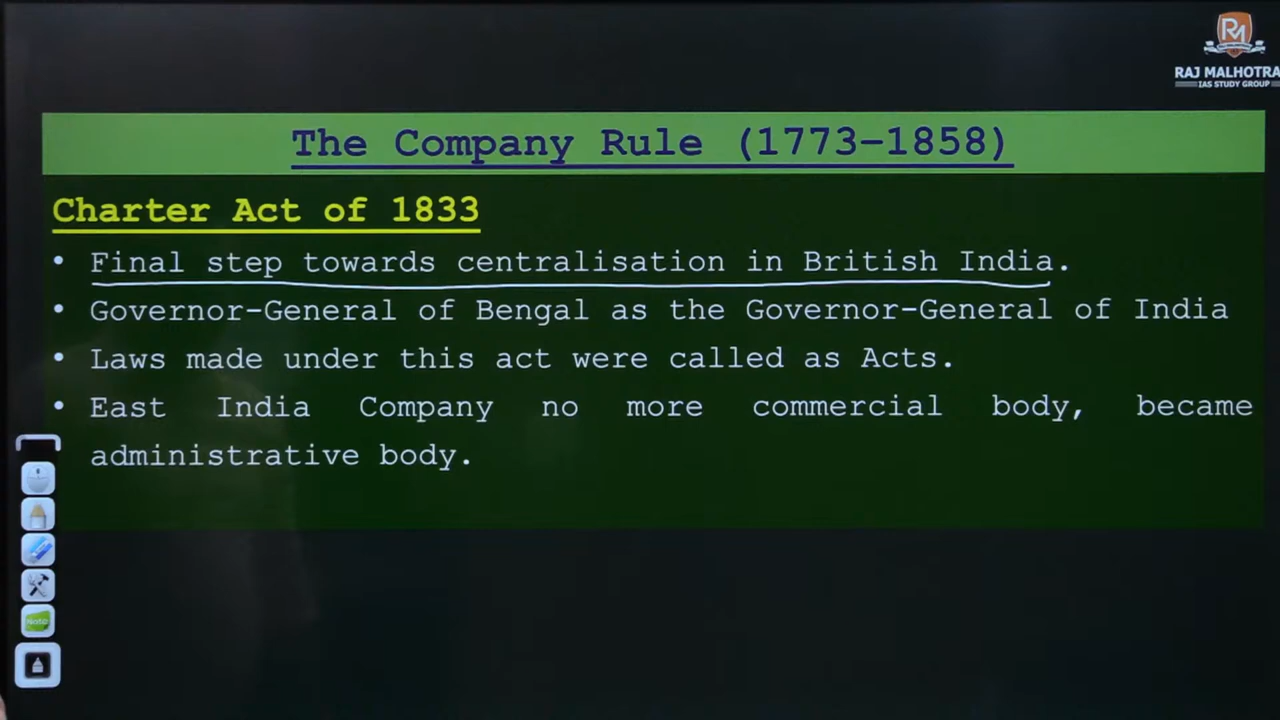 RM
RAJ MALHOTRA
IAS STUDY GROUP
The Company Rule (1773–1858)
Charter Act of 1833
• Final step towards centralisation in British India.
• Governor-General of Bengal as the Governor-General of India
• Laws made under this act were called as Acts.
• East India Company no more commercial body, became
administrative body.
Note